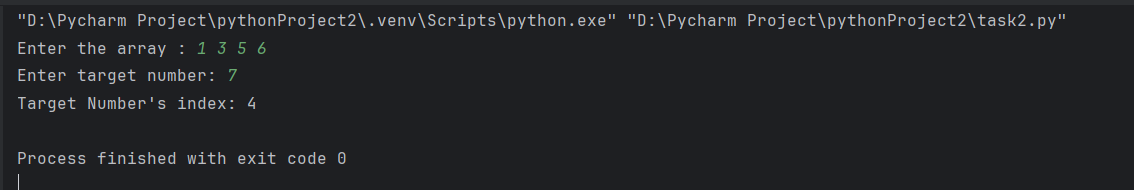 "D:\Pycharm Project\pythonProject2\.venv\Scripts\python.exe" "D:\Pycharm Project\pythonProject2\task2.py"
Enter the array : 1 3 5 6
Enter target number: 7
Target Number's index: 4
Process finished with exit code 0